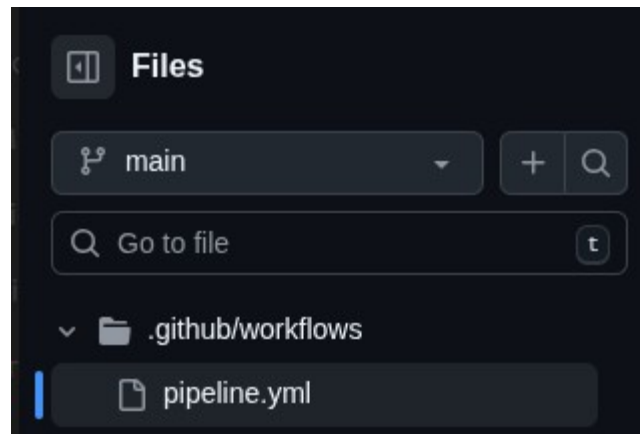 Files
main
Go to file
t
.github/workflows
pipeline.yml